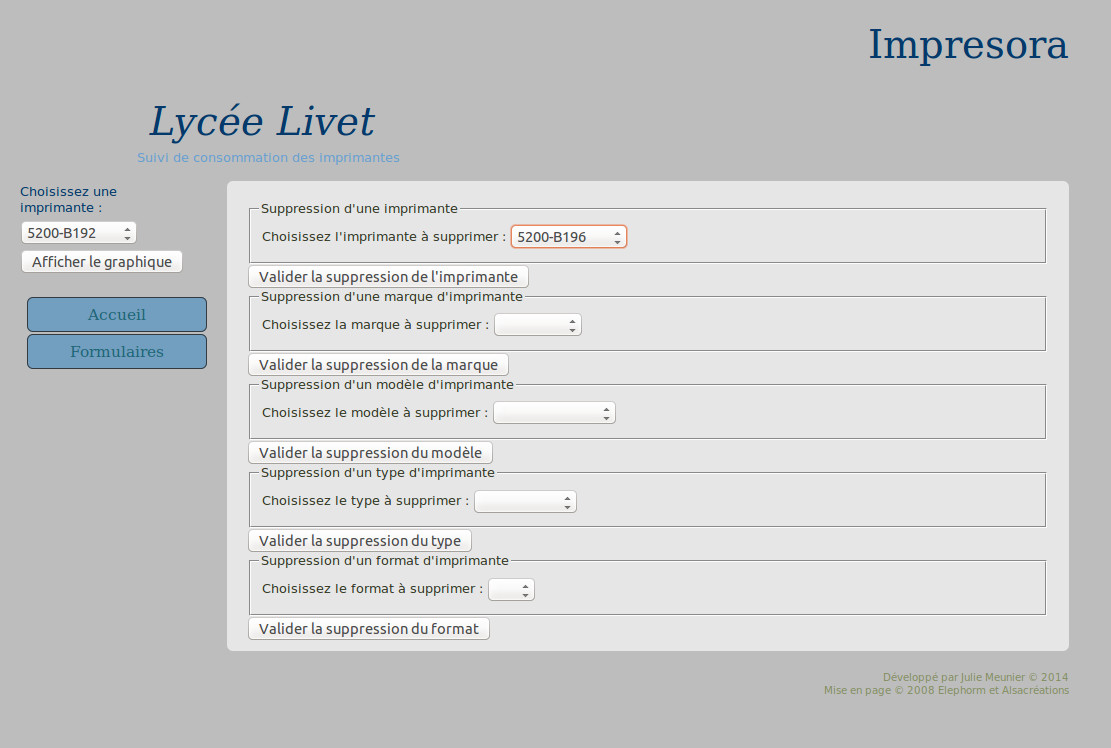 Impresora
Lycée Livet
Suivi de consommation des imprimantes
Choisissez une
imprimante :
5200-B192
Afficher le graphique
Accueil
Formulaires
Suppression d'une imprimante
Choisissez l'imprimante à supprimer : 5200-B196
Valider la suppression de l'imprimante
Suppression d'une marque d'imprimante
Choisissez la marque à supprimer :
Valider la suppression de la marque
Suppression d'un modèle d'imprimante
Choisissez le modèle à supprimer :
Valider la suppression du modèle
Suppression d'un type d'imprimante
Choisissez le type à supprimer :
Valider la suppression du type
Suppression d'un format d'imprimante
Choisissez le format à supprimer :
Valider la suppression du format
Développé par Julie Meunier © 2014
Mise en page © 2008 Elephorm et Alsacréations